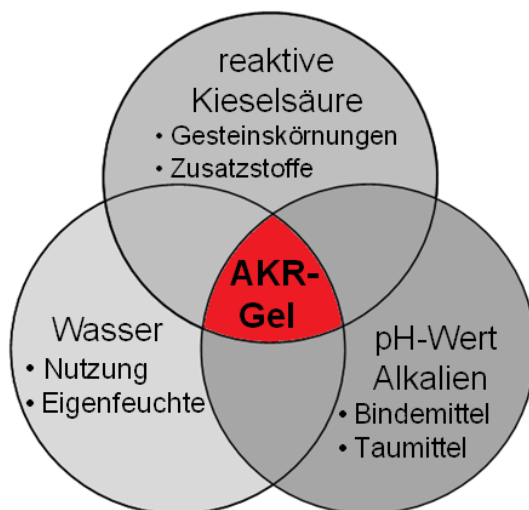 reaktive
Kieselsäure
• Gesteinskörnungen
• Zusatzstoffe
AKR-
Gel
Wasser
• Nutzung
• Eigenfeuchte
pH-Wert
Alkalien
• Bindemittel
• Taumittel